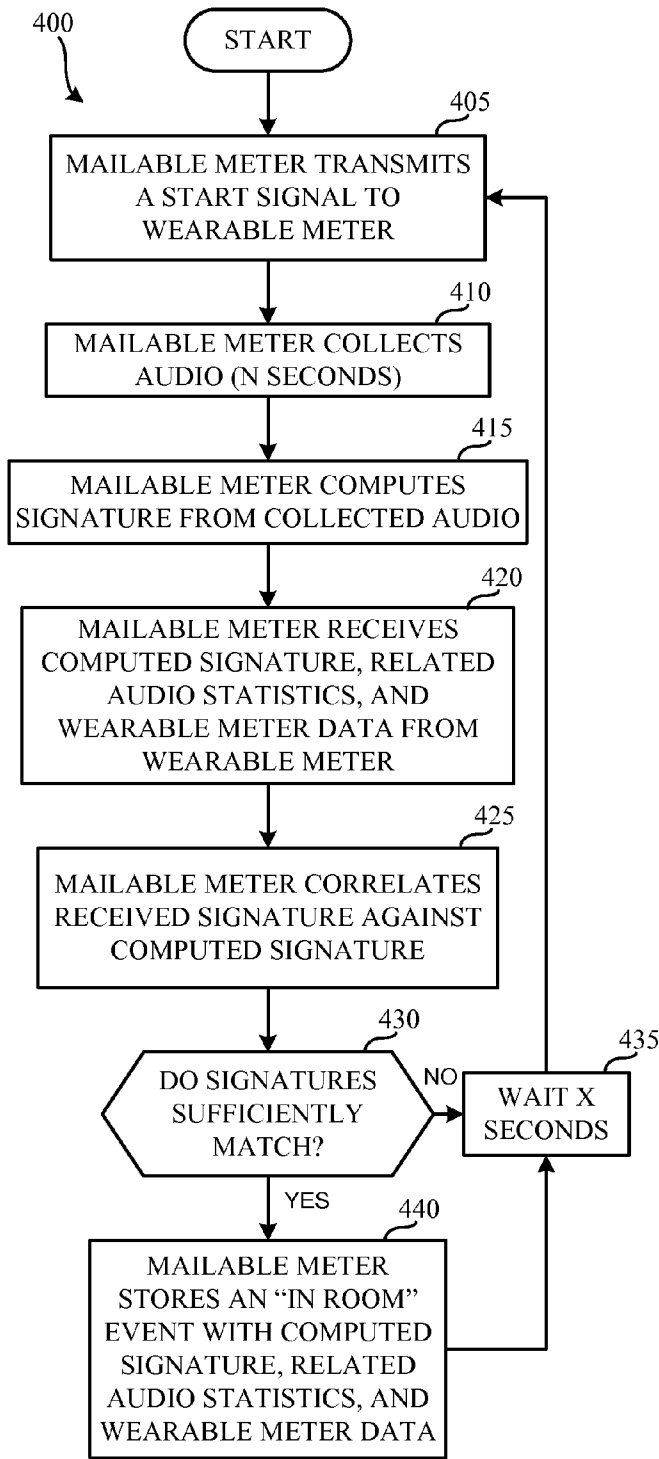 400
START
405
MAILABLE METER TRANSMITS
A START SIGNAL TO
WEARABLE METER
410
MAILABLE METER COLLECTS
AUDIO (N SECONDS)
415
MAILABLE METER COMPUTES
SIGNATURE FROM COLLECTED AUDIO
420
MAILABLE METER RECEIVES
COMPUTED SIGNATURE, RELATED
AUDIO STATISTICS, AND
WEARABLE METER DATA FROM
WEARABLE METER
425
MAILABLE METER CORRELATES
RECEIVED SIGNATURE AGAINST
COMPUTED SIGNATURE
430
DO SIGNATURES
SUFFICIENTLY
MATCH?
NO
435
WAIT X
SECONDS
YES
440
MAILABLE METER
STORES AN “IN ROOM”
EVENT WITH COMPUTED
SIGNATURE, RELATED
AUDIO STATISTICS, AND
WEARABLE METER DATA